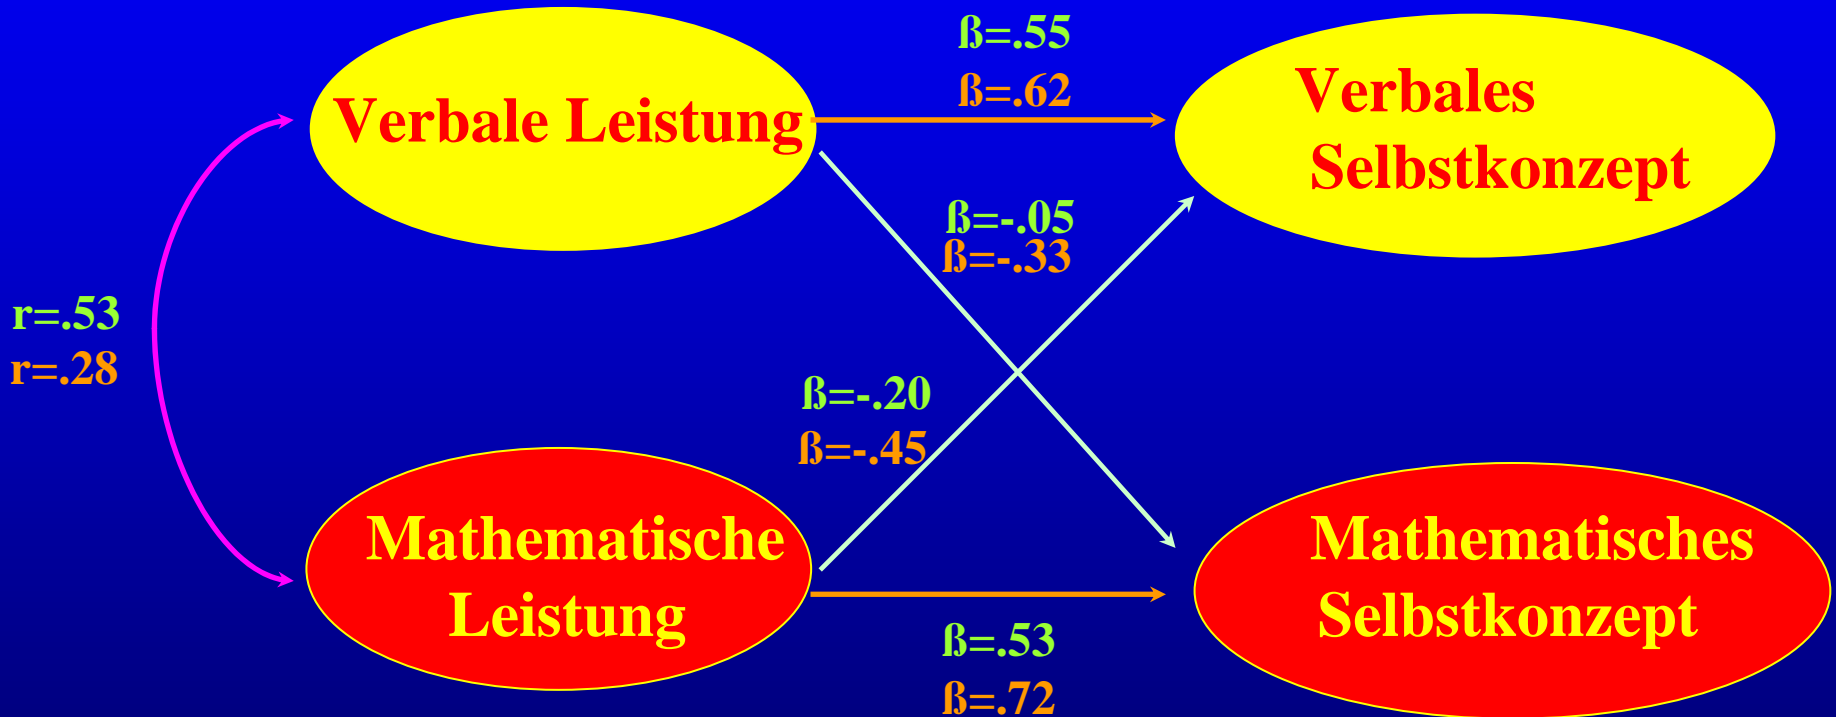 ß=.55
ß=.62
Verbale Leistung
Verbales
Selbstkonzept
ß=-.05
ß=-.33
r=.53
r=.28
ß=-.20
ß=-.45
Mathematische
Leistung
Mathematisches
Selbstkonzept
ß=.53
ß=.72